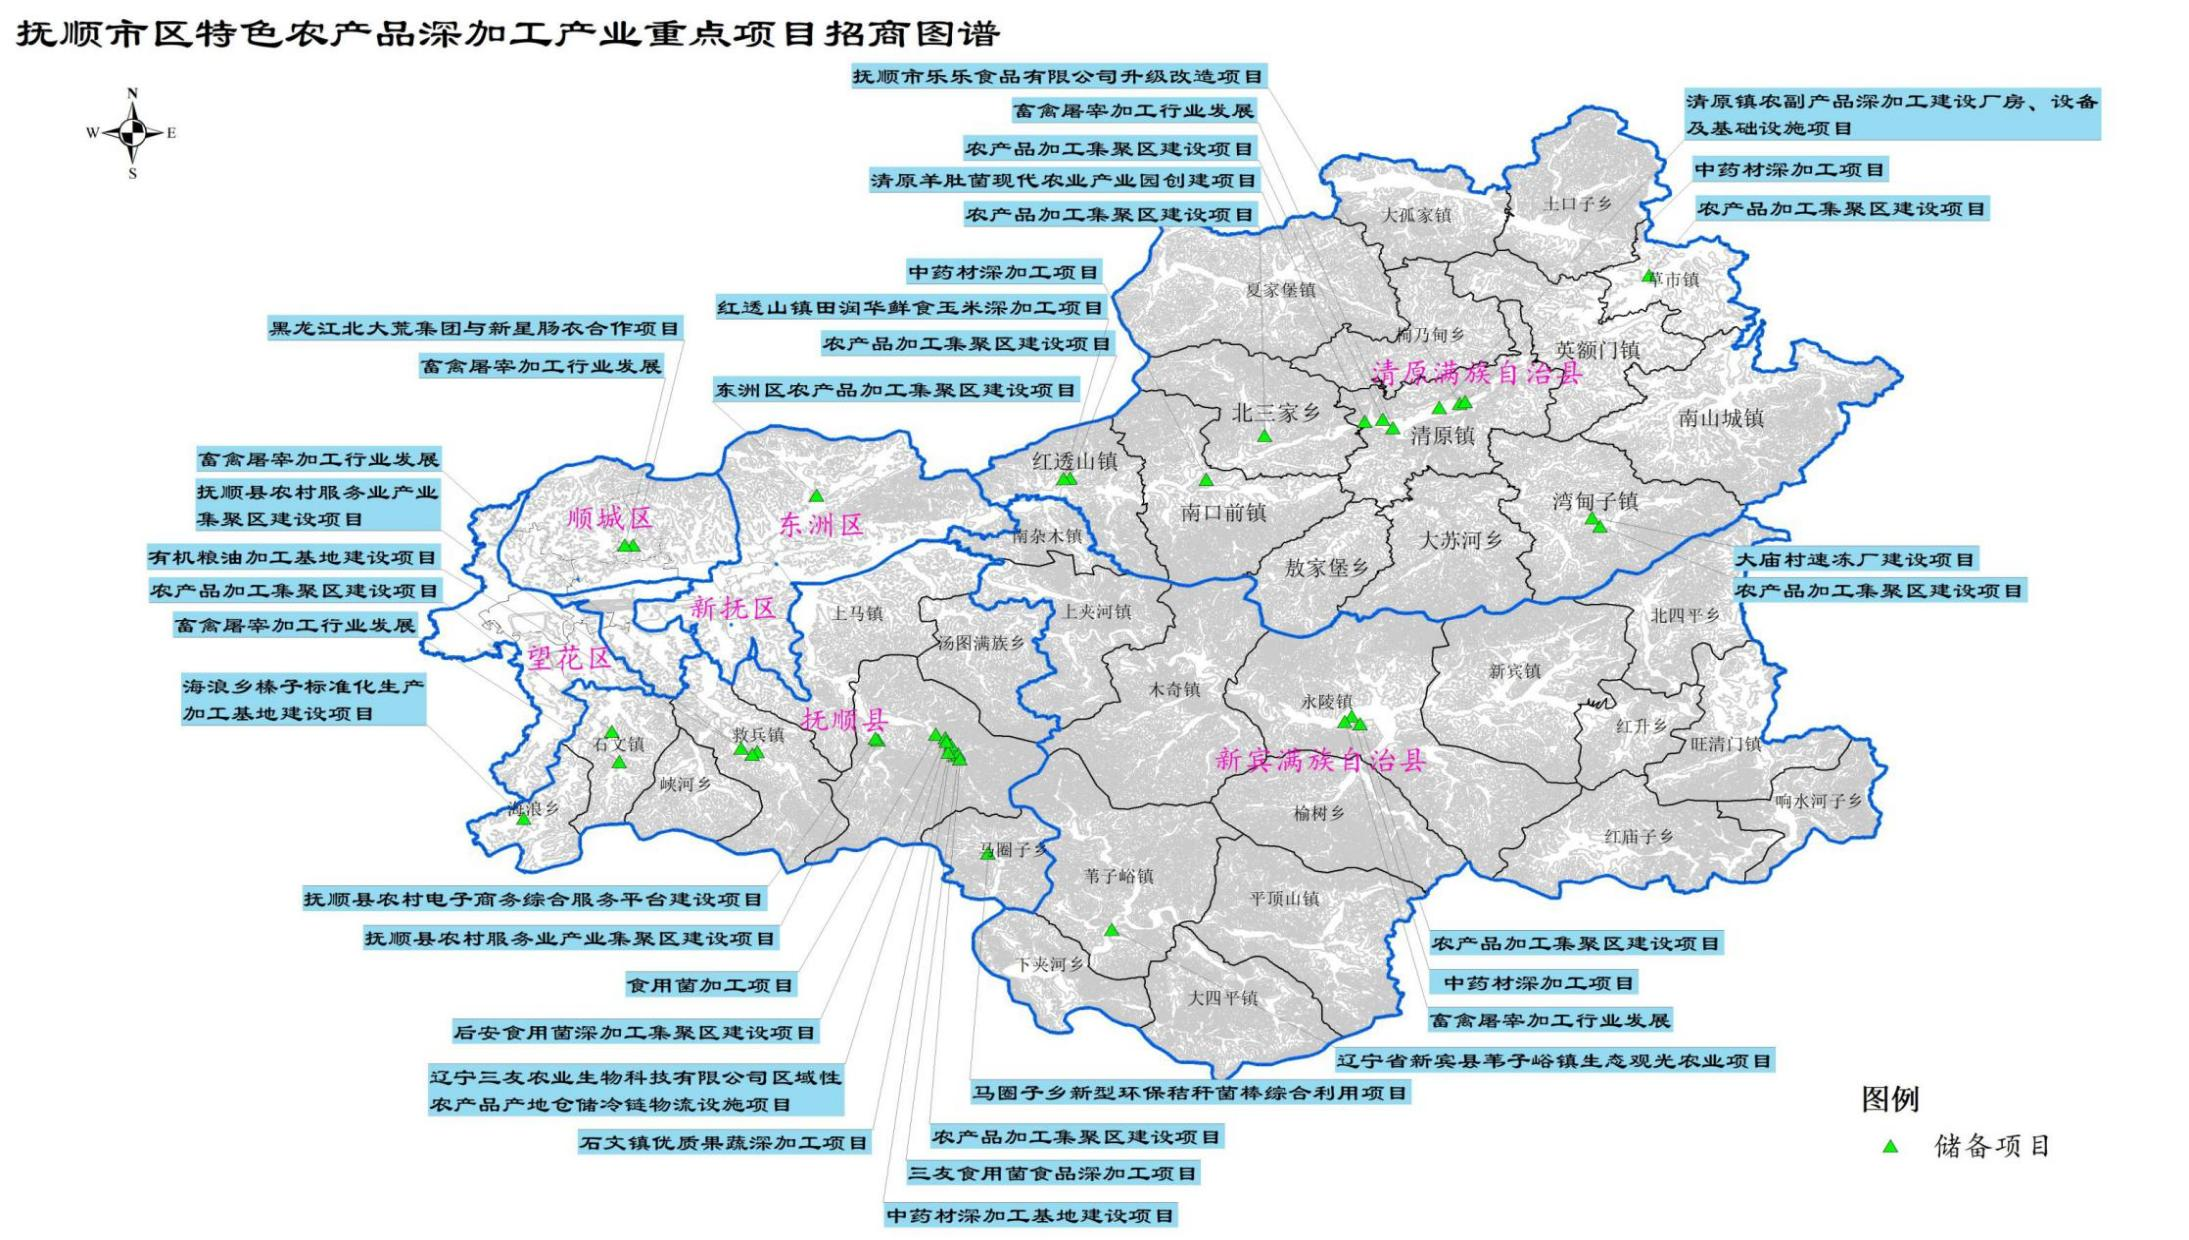 抚顺市区特色农产品深加工产业重点项目招商图谱
N
W
E
S
抚顺市乐乐食品有限公司升级改造项目
畜禽屠宰加工行业发展
农产品加工集聚区建设项目
清原羊肚菌现代农业产业园创建项目
农产品加工集聚区建设项目
清原镇农副产品深加工建设厂房、设备
及基础设施项目
中药材深加工项目
农产品加工集聚区建设项目
中药材深加工项目
红透山镇田润华鲜食玉米深加工项目
农产品加工集聚区建设项目
东洲区农产品加工集聚区建设项目
黑龙江北大荒集团与新星肠衣合作项目
畜禽屠宰加工行业发展
畜禽屠宰加工行业发展
抚顺县农村服务业产业
集聚区建设项目
有机粮油加工基地建设项目
农产品加工集聚区建设项目
畜禽屠宰加工行业发展
海浪乡榛子标准化生产
加工基地建设项目
大孤家镇
土口子乡
夏家堡镇
草市镇
枸乃甸乡
英额门镇
清原满族自治县
北三家乡
清原镇
南山城镇
红透山镇
南口前镇
湾甸子镇
大苏河乡
敖家堡乡
南杂木镇
顺城区
东洲区
新抚区
望花区
抚顺县
上马镇
汤图满族乡
上夹河镇
木奇镇
永陵镇
新宾镇
北四平乡
红升乡
旺清门镇
响水河子乡
红庙子乡
新宾满族自治县
榆树乡
石文镇
救兵镇
峡河乡
海浪乡
马圈子乡
苇子峪镇
平顶山镇
下夹河乡
大四平镇
大庙村速冻厂建设项目
农产品加工集聚区建设项目
抚顺县农村电子商务综合服务平台建设项目
抚顺县农村服务业产业集聚区建设项目
食用菌加工项目
后安食用菌深加工集聚区建设项目
辽宁三友农业生物科技有限公司区域性
农产品产地仓储冷链物流设施项目
石文镇优质果蔬深加工项目
农产品加工集聚区建设项目
中药材深加工项目
畜禽屠宰加工行业发展
辽宁省新宾县苇子峪镇生态观光农业项目
马圈子乡新型环保秸秆菌棒综合利用项目
农产品加工集聚区建设项目
三友食用菌食品深加工项目
中药材深加工基地建设项目
图例
储备项目